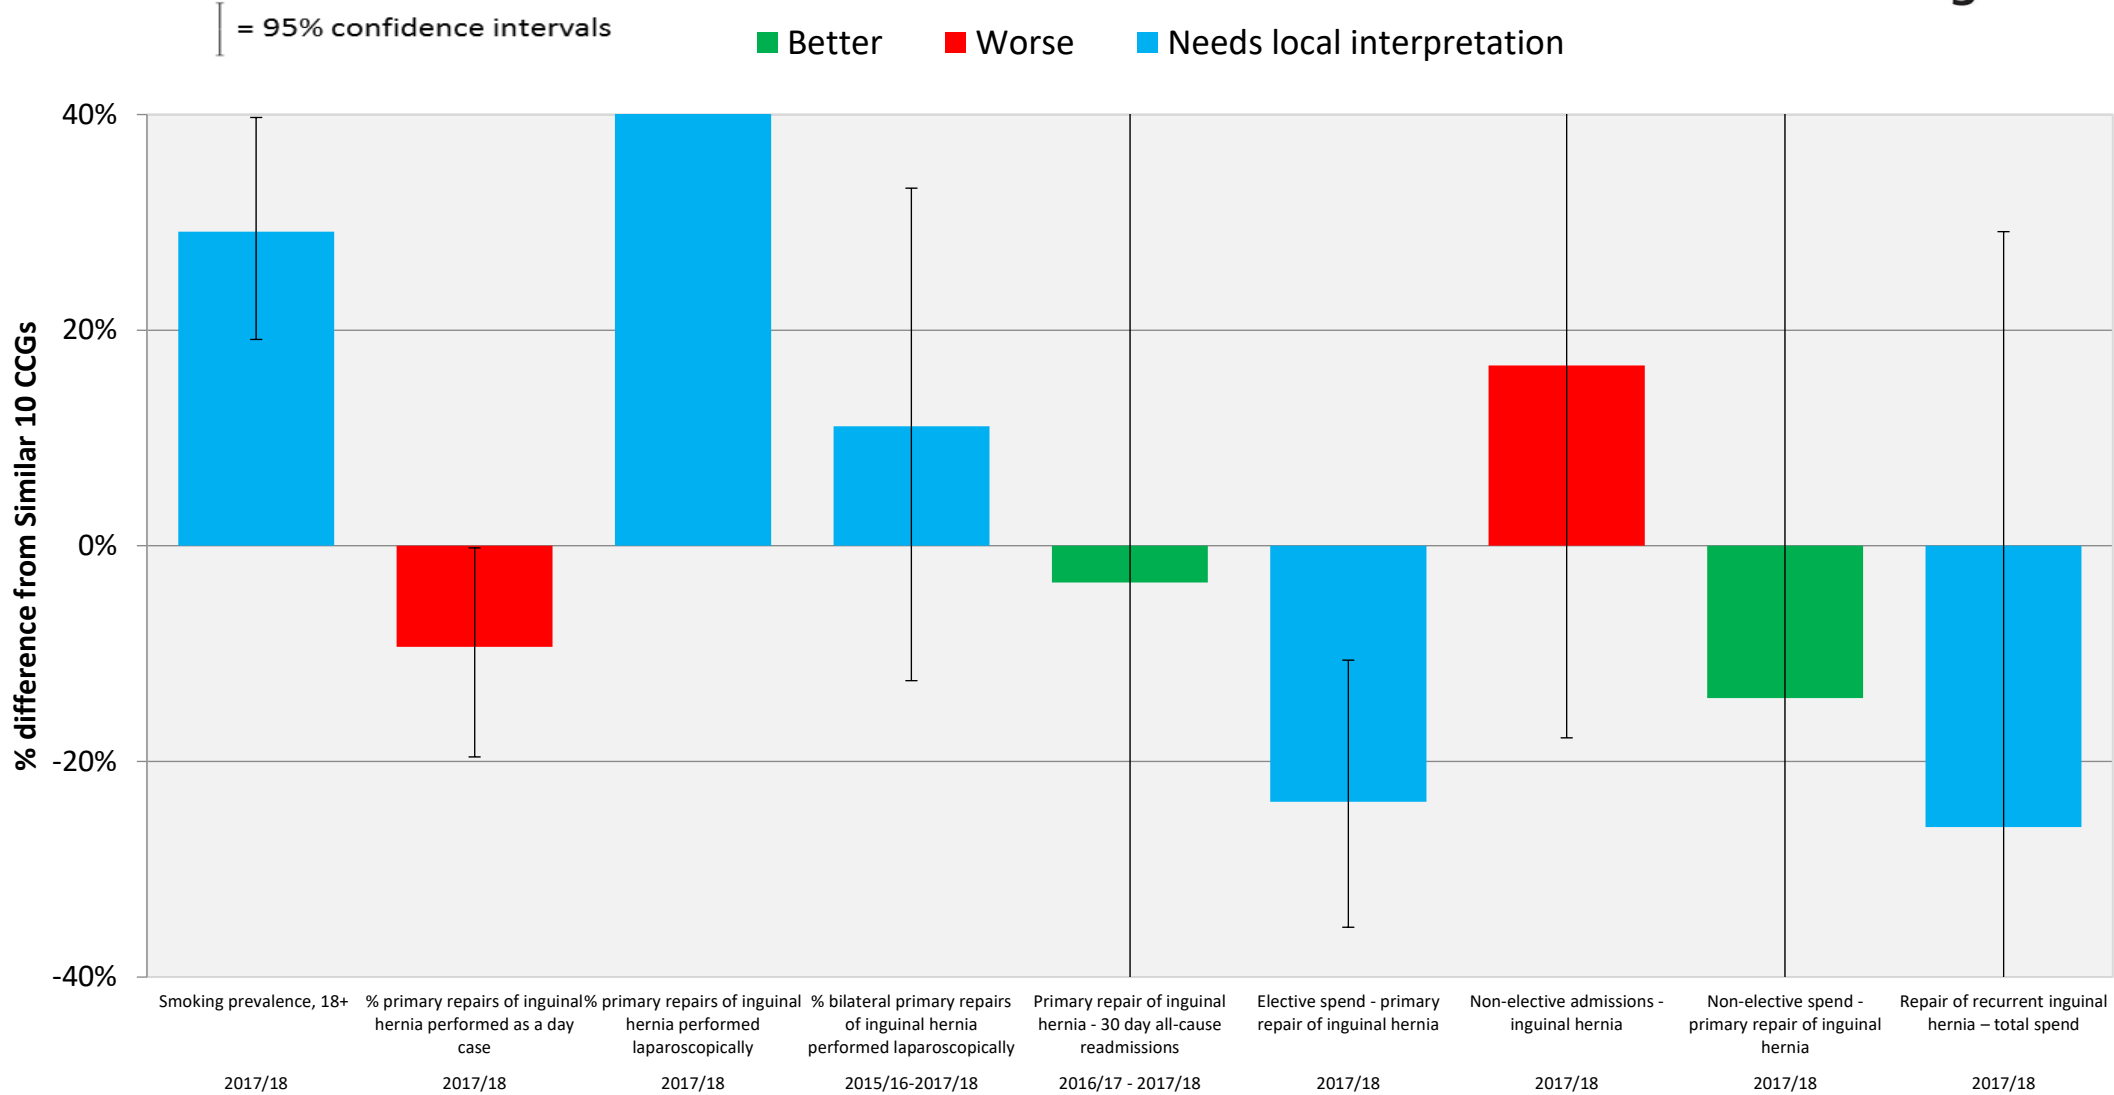 = 95% confidence intervals
Better Worse Needs local interpretation
% difference from Similar 10 CCGs
40%
20%
0%
-20%
-40%
Smoking prevalence, 18+
2017/18
% primary repairs of inguinal
hernia performed as a day
case
2017/18
% primary repairs of inguinal
hernia performed
laparoscopically
2017/18
% bilateral primary repairs
of inguinal hernia
performed laparoscopically
2015/16-2017/18
Primary repair of inguinal
hernia - 30 day all-cause
readmissions
2016/17 - 2017/18
Elective spend - primary
repair of inguinal hernia
2017/18
Non-elective admissions -
inguinal hernia
2017/18
Non-elective spend -
primary repair of inguinal
hernia
2017/18
Repair of recurrent inguinal
hernia – total spend
2017/18